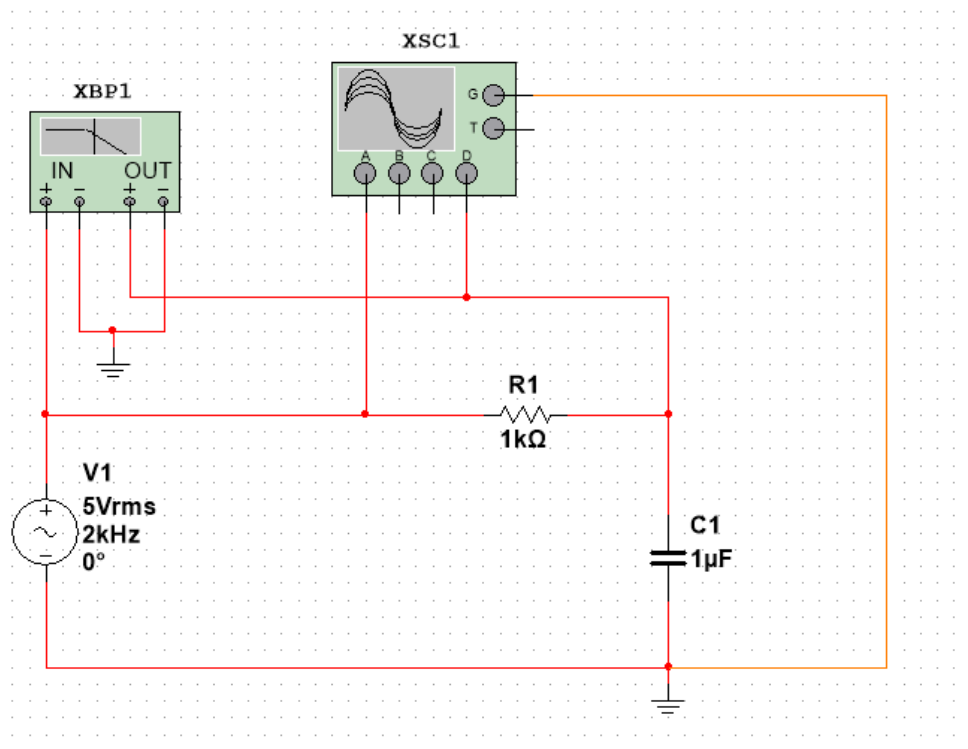 XSC1
XBP1
G
T
A B C D
IN OUT
+ − + −
R1
1kΩ
V1
5Vrms
2kHz
0°
+
−
C1
1µF